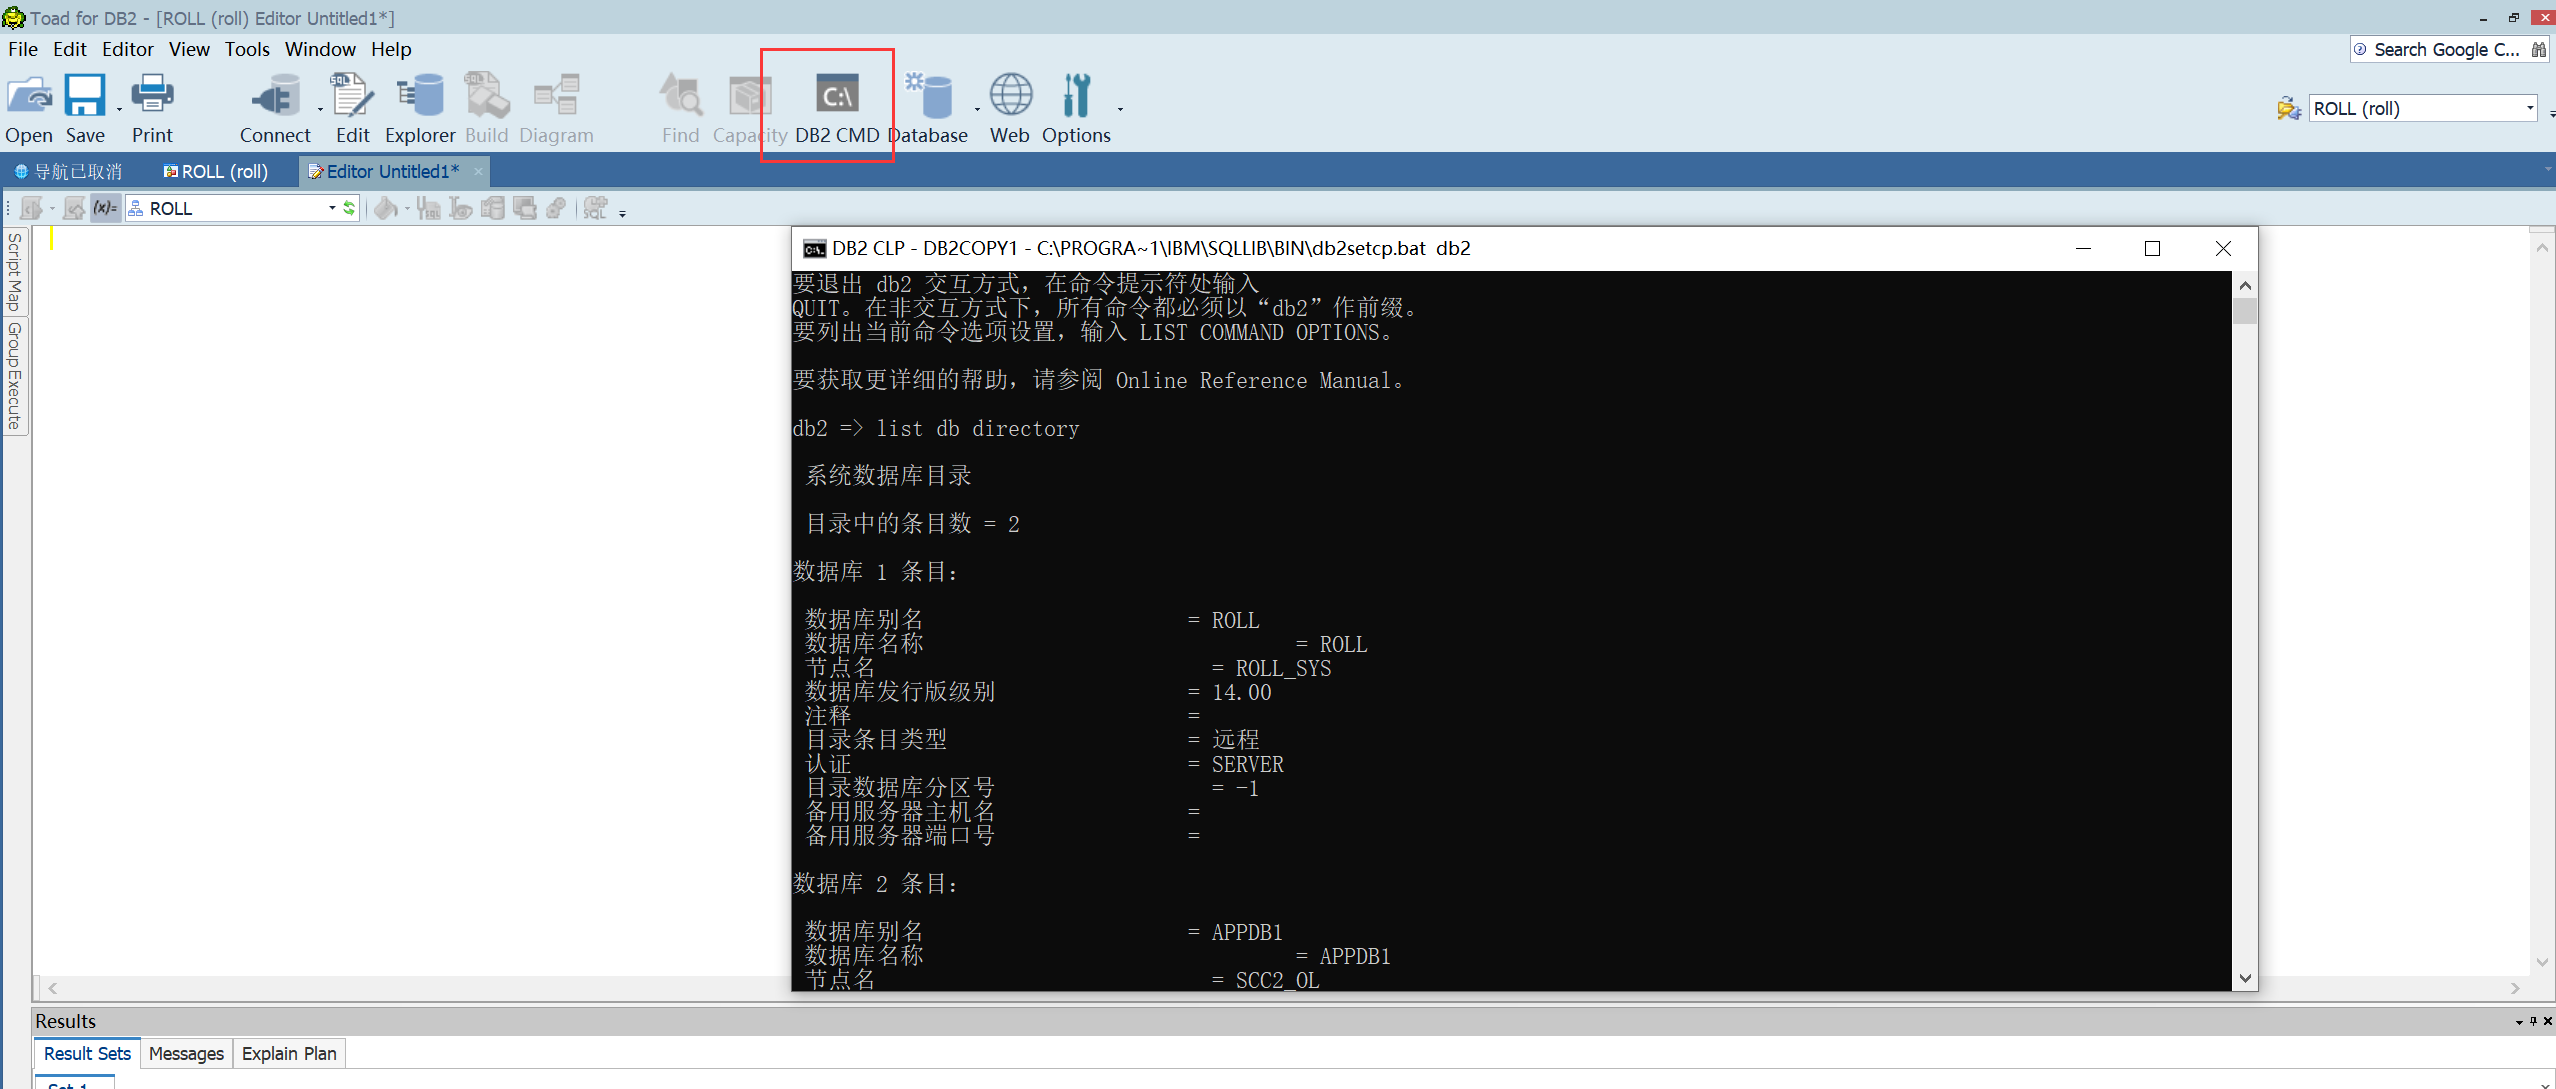 Toad for DB2 - [ROLL (roll) Editor Untitled1*]
File Edit Editor View Tools Window Help
Search Google C...
Open Save Print Connect Edit Explorer Build Diagram Find Capacity DB2 CMD Database Web Options
ROLL (roll)
导航已取消 ROLL (roll) Editor Untitled1*
(x)= ROLL
Script Map
Group Execute
DB2 CLP - DB2COPY1 - C:\PROGRA~1\IBM\SQLLIB\BIN\db2setcp.bat db2
要退出 db2 交互方式，在命令提示符处输入
QUIT。在非交互方式下，所有命令都必须以“db2”作前缀。
要列出当前命令选项设置，输入 LIST COMMAND OPTIONS。
要获取更详细的帮助，请参阅 Online Reference Manual。
db2 => list db directory
系统数据库目录
目录中的条目数 = 2
数据库 1 条目：
数据库别名 = ROLL
数据库名称 = ROLL
节点名 = ROLL_SYS
数据库发行版级别 = 14.00
注释 =
目录条目类型 = 远程
认证 = SERVER
目录数据库分区号 = -1
备用服务器主机名 =
备用服务器端口号 =
数据库 2 条目：
数据库别名 = APPDB1
数据库名称 = APPDB1
节点名 = SCC2_OL
Results
Result Sets Messages Explain Plan
Set 1